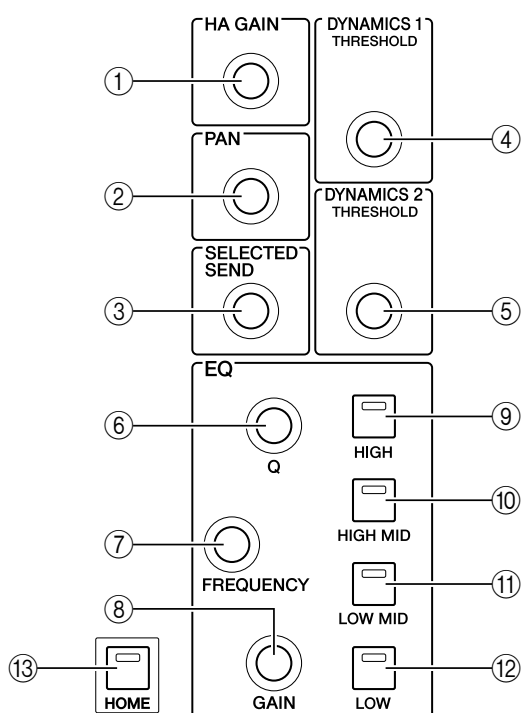 HA GAIN
DYNAMICS 1
THRESHOLD
①
④
PAN
②
DYNAMICS 2
THRESHOLD
SELECTED
SEND
③
⑤
EQ
⑥
Q
⑨
HIGH
⑩
HIGH MID
⑦
FREQUENCY
⑪
LOW MID
⑧
GAIN
⑫
LOW
⑬
HOME